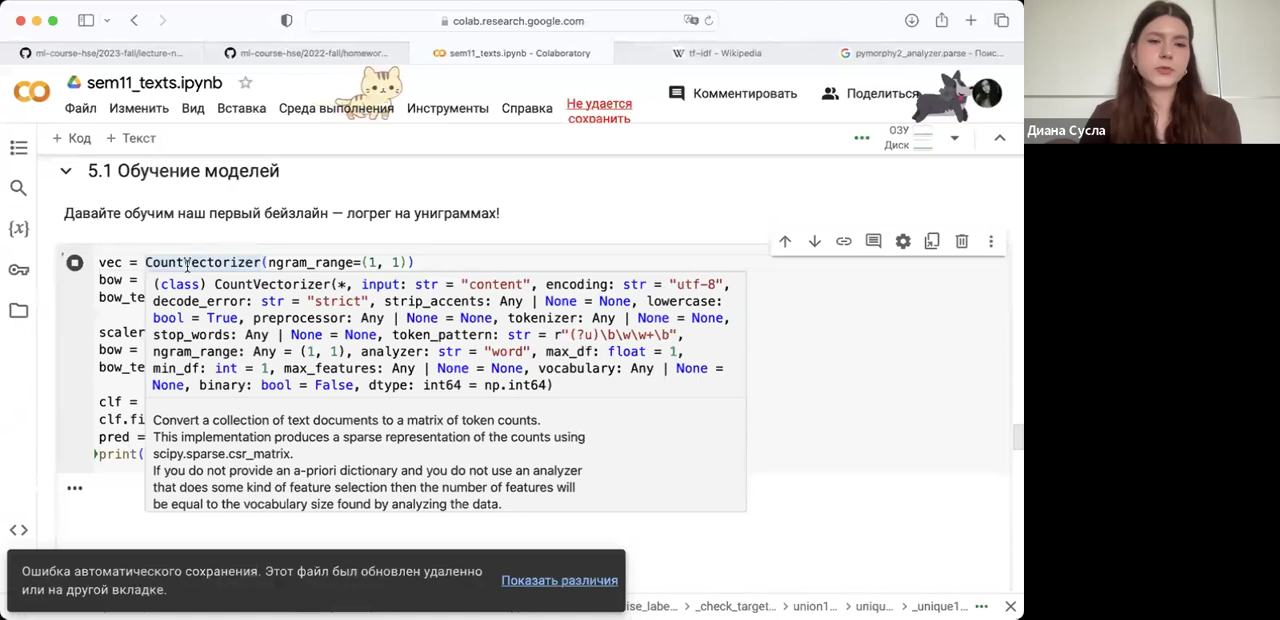 colab.research.google.com
ml-course-hse/2023-fall/lecture-n...
ml-course-hse/2022-fall/homewor...
sem11_texts.ipynb - Colaboratory
tf-idf — Wikipedia
pymorphy2_analyzer.parse - Поис...
sem11_texts.ipynb
Файл Изменить Вид Вставка Среда выполнения Инструменты Справка
Не удается
сохранить
Комментировать
Поделиться
+ Код + Текст
ОЗУ
Диск
5.1 Обучение моделей
Давайте обучим наш первый бейзлайн — логрег на униграммах!
vec = CountVectorizer(ngram_range=(1, 1))
bow =
bow_te
scaler
bow =
bow_te
clf =
clf.fi
pred =
print(
(class) CountVectorizer(*, input: str = "content", encoding: str = "utf-8",
decode_error: str = "strict", strip_accents: Any | None = None, lowercase:
bool = True, preprocessor: Any | None = None, tokenizer: Any | None = None,
stop_words: Any | None = None, token_pattern: str = r"(?u)\b\w\w+\b",
ngram_range: Any = (1, 1), analyzer: str = "word", max_df: float = 1,
min_df: int = 1, max_features: Any | None = None, vocabulary: Any | None =
None, binary: bool = False, dtype: int64 = np.int64)
Convert a collection of text documents to a matrix of token counts.
This implementation produces a sparse representation of the counts using
scipy.sparse.csr_matrix.
If you do not provide an a-priori dictionary and you do not use an analyzer
that does some kind of feature selection then the number of features will
be equal to the vocabulary size found by analyzing the data.
Ошибка автоматического сохранения. Этот файл был обновлен удаленно
или на другой вкладке.
Показать различия
ise_labe... > _check_target... > union1... > uniqu... > _unique1...
Диана Сусла